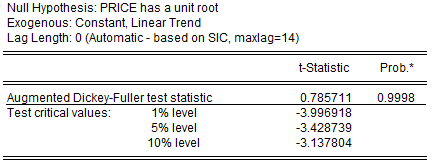 Null Hypothesis: PRICE has a unit root
Exogenous: Constant, Linear Trend
Lag Length: 0 (Automatic - based on SIC, maxlag=14)
t-Statistic Prob.*
Augmented Dickey-Fuller test statistic 0.785711 0.9998
Test critical values: 1% level -3.996918
5% level -3.428739
10% level -3.137804